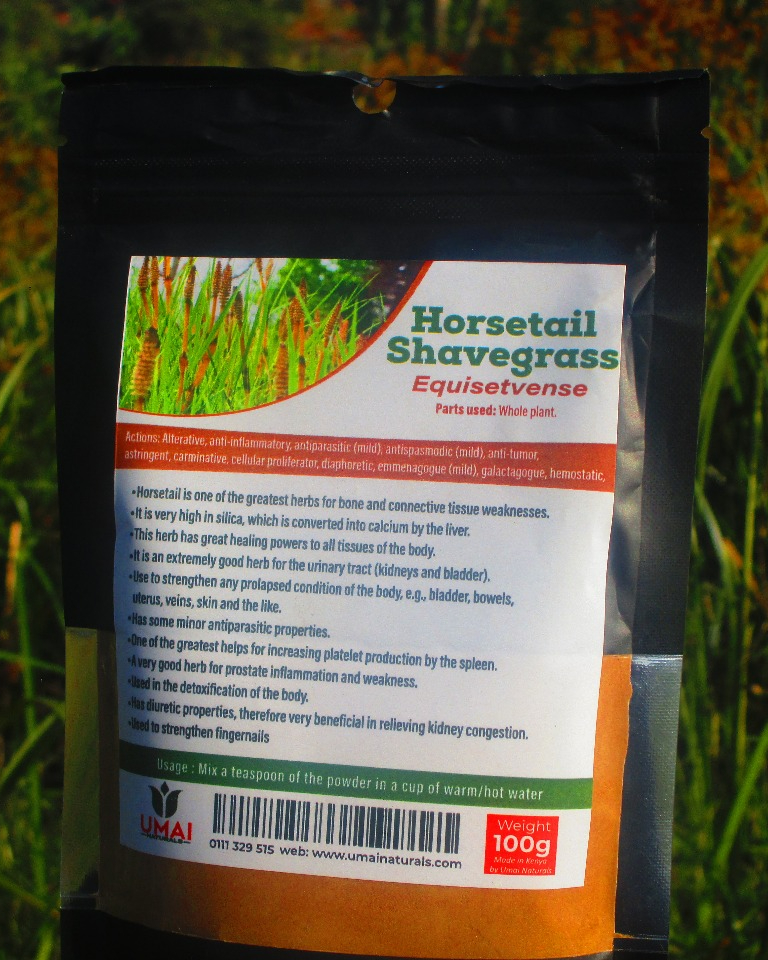 Horsetail
Shavegrass
Equisetvense
Parts used: Whole plant.
Actions: Alterative, anti-inflammatory, antiparasitic (mild), antispasmodic (mild), anti-tumor,
astringent, carminative, cellular proliferator, diaphoretic, emmenagogue (mild), galactagogue, hemostatic,
•Horsetail is one of the greatest herbs for bone and connective tissue weaknesses.
•It is very high in silica, which is converted into calcium by the liver.
•This herb has great healing powers to all tissues of the body.
•It is an extremely good herb for the urinary tract (kidneys and bladder).
•Use to strengthen any prolapsed condition of the body, e.g., bladder, bowels,
uterus, veins, skin and the like.
•Has some minor antiparasitic properties.
•One of the greatest helps for increasing platelet production by the spleen.
•A very good herb for prostate inflammation and weakness.
•Used in the detoxification of the body.
•Has diuretic properties, therefore very beneficial in relieving kidney congestion.
•Used to strengthen fingernails
Usage : Mix a teaspoon of the powder in a cup of warm/hot water
UMAI
NATURALS
0111 329 515 web: www.umainaturals.com
Weight
100g
Made in Kenya
by Umai Naturals